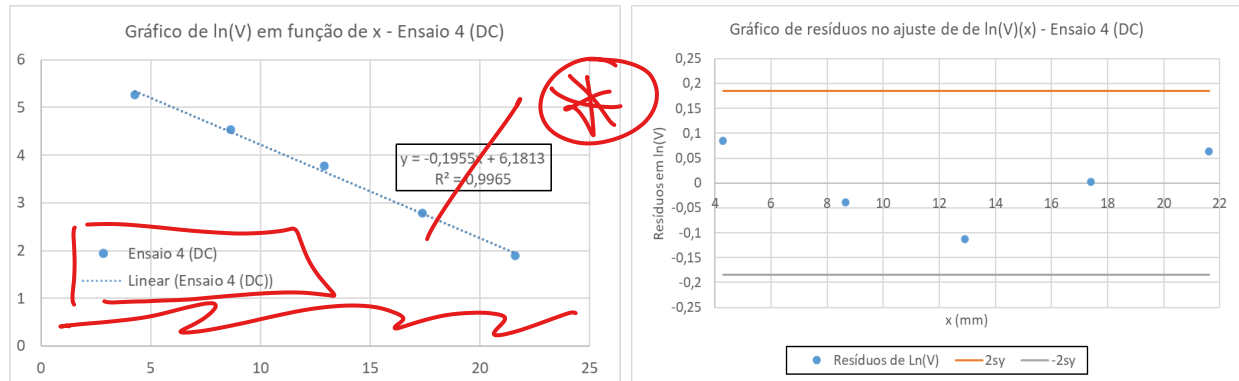 Gráfico de ln(V) em função de x - Ensaio 4 (DC)
6
5
4
3
2
1
0
0 5 10 15 20 25
y = -0,1955x + 6,1813
R² = 0,9965
Ensaio 4 (DC)
Linear (Ensaio 4 (DC))
Gráfico de resíduos no ajuste de de ln(V)(x) - Ensaio 4 (DC)
Resíduos em ln(V)
0,25
0,2
0,15
0,1
0,05
0
-0,05
-0,1
-0,15
-0,2
-0,25
4 6 8 10 12 14 16 18 20 22
x (mm)
Resíduos de Ln(V) 2sy -2sy